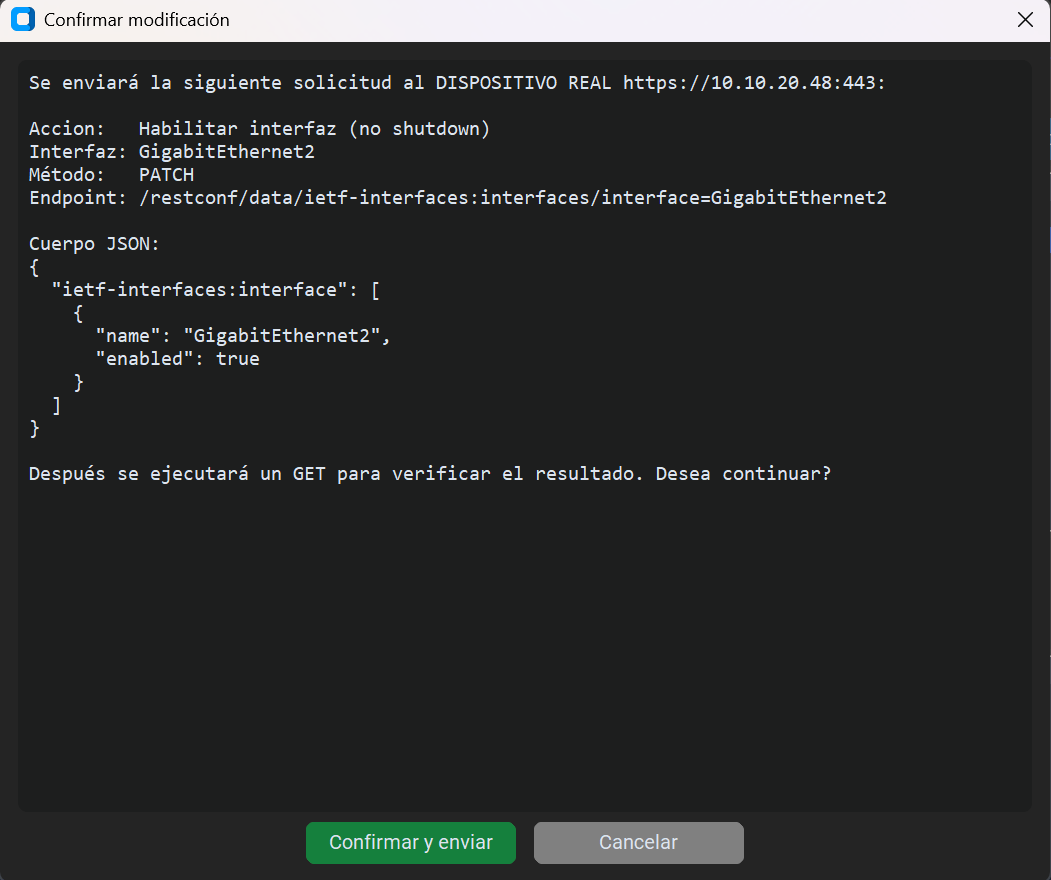 Confirmar modificación
Se enviará la siguiente solicitud al DISPOSITIVO REAL https://10.10.20.48:443:
Accion:   Habilitar interfaz (no shutdown)
Interfaz: GigabitEthernet2
Método:   PATCH
Endpoint: /restconf/data/ietf-interfaces:interfaces/interface=GigabitEthernet2
Cuerpo JSON:
{
  "ietf-interfaces:interface": [
    {
      "name": "GigabitEthernet2",
      "enabled": true
    }
  ]
}
Después se ejecutará un GET para verificar el resultado. Desea continuar?
Confirmar y enviar
Cancelar